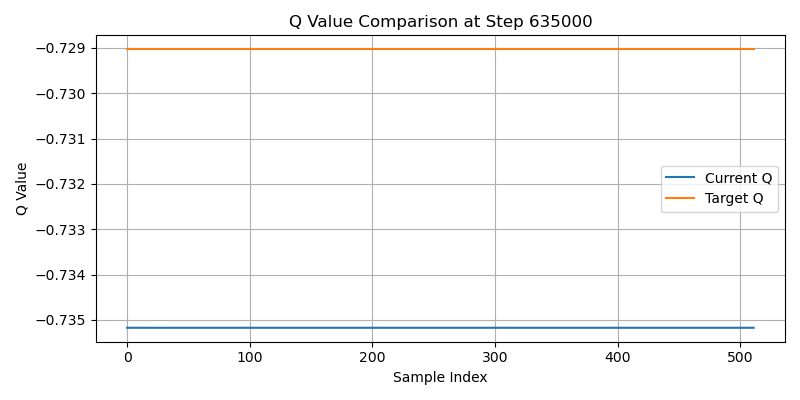 Q Value Comparison at Step 635000
Q Value
−0.729
−0.730
−0.731
−0.732
−0.733
−0.734
−0.735
Current Q
Target Q
0 100 200 300 400 500
Sample Index